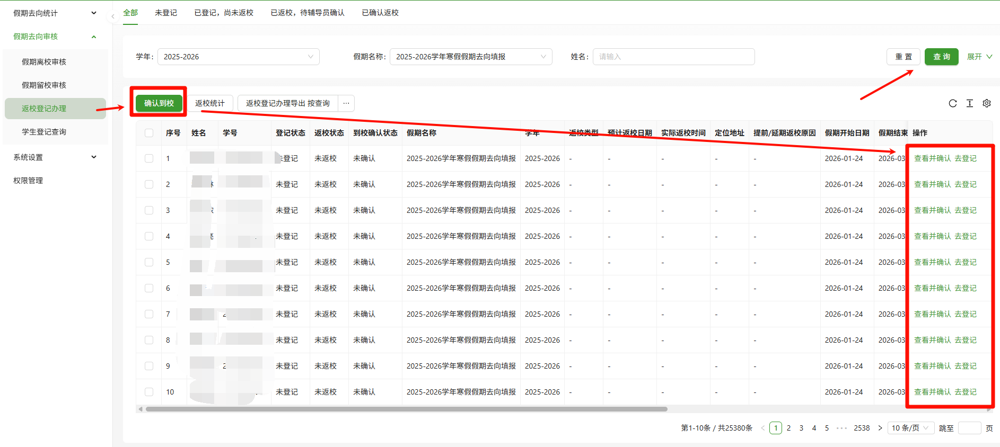 假期去向统计
假期去向审核
假期离校审核
假期留校审核
返校登记办理
学生登记查询
系统设置
权限管理
全部 未登记 已登记，尚未返校 已返校，待辅导员确认 已确认返校
学年： 2025-2026 假期名称： 2025-2026学年寒假假期去向填报 姓名： 请输入 重 置 查 询 展开
确认到校 返校统计 返校登记办理导出 按查询 ···
序号 姓名 学号 登记状态 返校状态 到校确认状态 假期名称 学年 返校类型 预计返校日期 实际返校时间 定位地址 提前/延期返校原因 假期开始日期 假期结束 操作
1 未登记 未返校 未确认 2025-2026学年寒假假期去向填报 2025-2026 - - - - - 2026-01-24 2026-03 查看并确认 去登记
2 未登记 未返校 未确认 2025-2026学年寒假假期去向填报 2025-2026 - - - - - 2026-01-24 2026-03 查看并确认 去登记
3 未登记 未返校 未确认 2025-2026学年寒假假期去向填报 2025-2026 - - - - - 2026-01-24 2026-03 查看并确认 去登记
4 未登记 未返校 未确认 2025-2026学年寒假假期去向填报 2025-2026 - - - - - 2026-01-24 2026-03 查看并确认 去登记
5 未登记 未返校 未确认 2025-2026学年寒假假期去向填报 2025-2026 - - - - - 2026-01-24 2026-03 查看并确认 去登记
6 未登记 未返校 未确认 2025-2026学年寒假假期去向填报 2025-2026 - - - - - 2026-01-24 2026-03 查看并确认 去登记
7 未登记 未返校 未确认 2025-2026学年寒假假期去向填报 2025-2026 - - - - - 2026-01-24 2026-03 查看并确认 去登记
8 未登记 未返校 未确认 2025-2026学年寒假假期去向填报 2025-2026 - - - - - 2026-01-24 2026-03 查看并确认 去登记
9 未登记 未返校 未确认 2025-2026学年寒假假期去向填报 2025-2026 - - - - - 2026-01-24 2026-03 查看并确认 去登记
10 未登记 未返校 未确认 2025-2026学年寒假假期去向填报 2025-2026 - - - - - 2026-01-24 2026-03 查看并确认 去登记
第1-10条 / 共25380条 < 1 2 3 4 5 ··· 2538 > 10 条/页 跳至 页